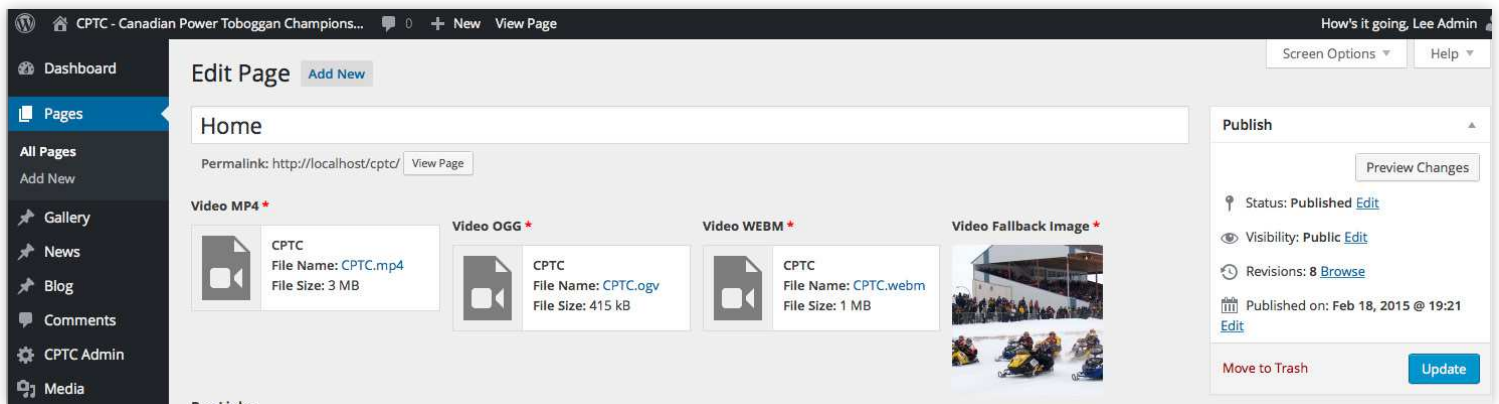 CPTC - Canadian Power Toboggan Champions... 0 + New View Page How's it going, Lee Admin
Screen Options Help
Dashboard
Pages
All Pages
Add New
Gallery
News
Blog
Comments
CPTC Admin
Media
Edit Page Add New
Home
Permalink: http://localhost/cptc/ View Page
Video MP4 *
CPTC
File Name: CPTC.mp4
File Size: 3 MB
Video OGG *
CPTC
File Name: CPTC.ogv
File Size: 415 kB
Video WEBM *
CPTC
File Name: CPTC.webm
File Size: 1 MB
Video Fallback Image *
Publish
Preview Changes
Status: Published Edit
Visibility: Public Edit
Revisions: 8 Browse
Published on: Feb 18, 2015 @ 19:21
Edit
Move to Trash Update